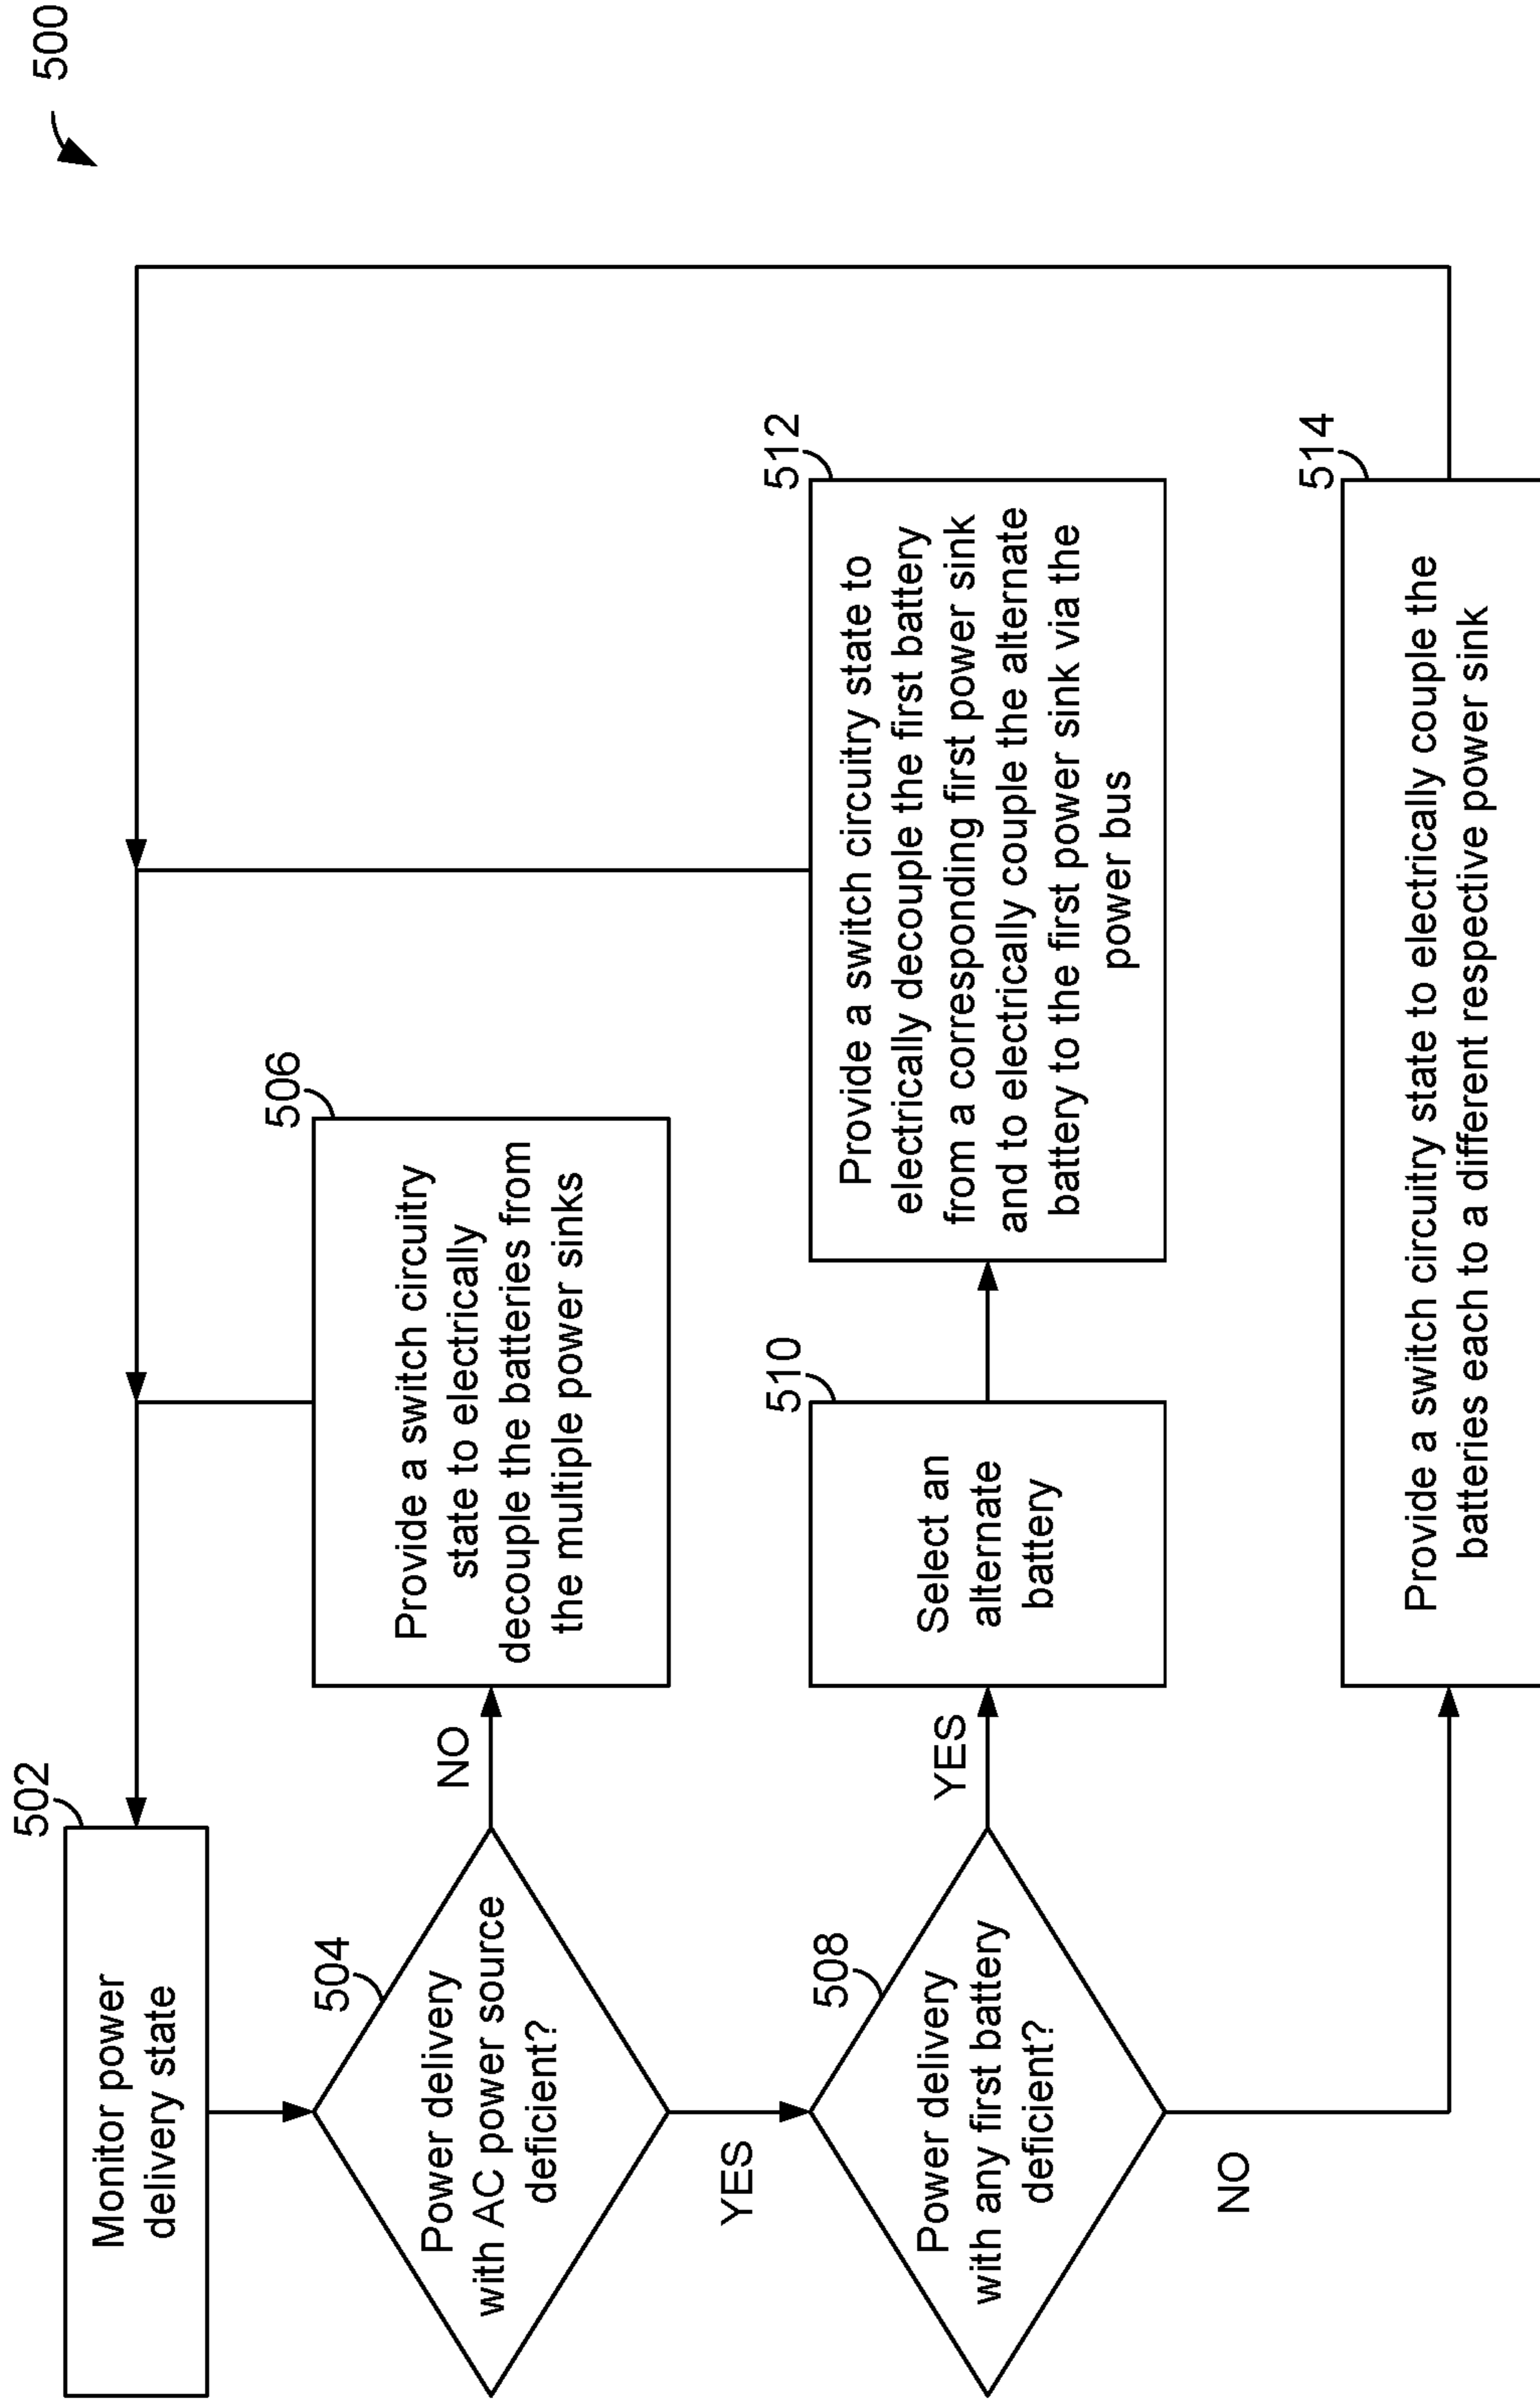 500
502
Monitor power
delivery state
504
Power delivery
with AC power source
deficient?
NO
506
Provide a switch circuitry
state to electrically
decouple the batteries from
the multiple power sinks
YES
508
Power delivery
with any first battery
deficient?
YES
510
Select an
alternate
battery
512
Provide a switch circuitry state to
electrically decouple the first battery
from a corresponding first power sink
and to electrically couple the alternate
battery to the first power sink via the
power bus
NO
514
Provide a switch circuitry state to electrically couple the
batteries each to a different respective power sink